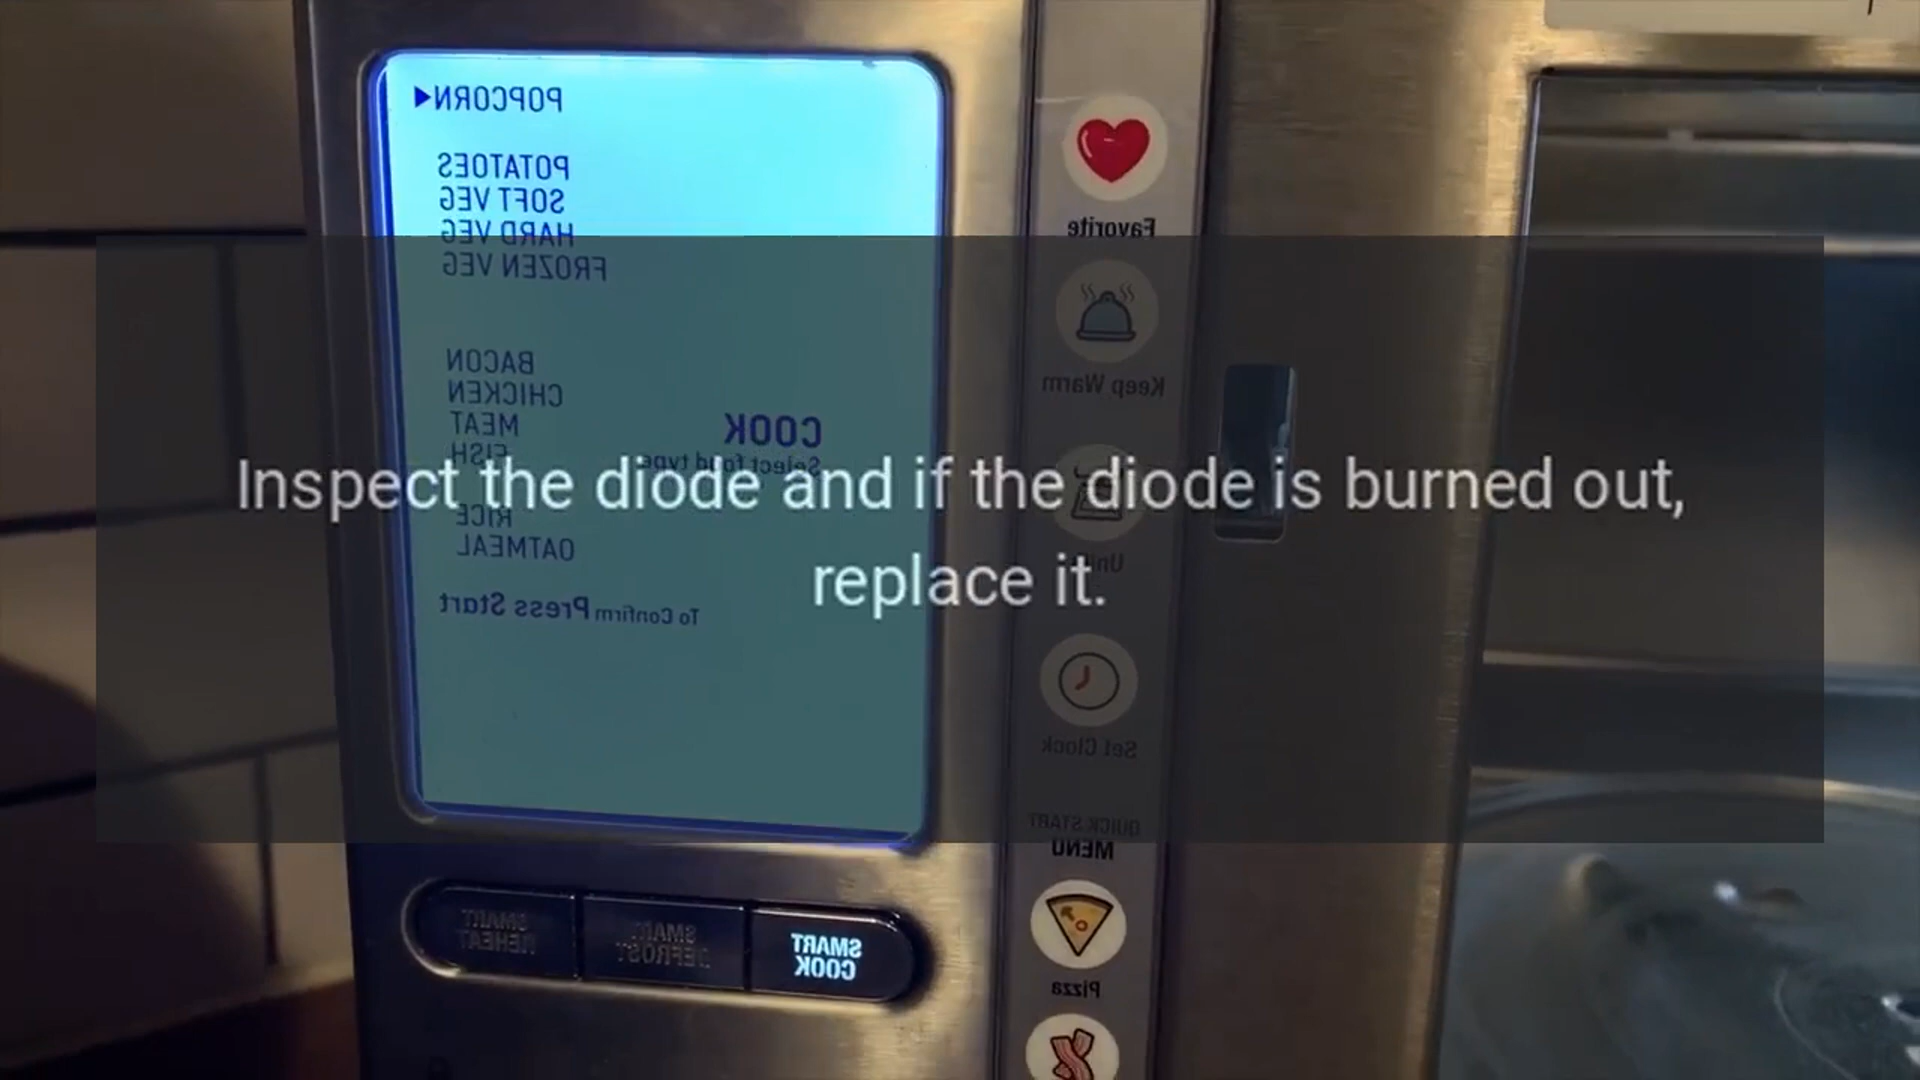 POPCORN
POTATOES
SOFT VEG
HARD VEG
FROZEN VEG
BACON
CHICKEN
MEAT
FISH
RICE
OATMEAL
COOK
Select food type
To Confirm Press Start
Inspect the diode and if the diode is burned out,
replace it.
Favorite
Keep Warm
Set Clock
QUICK START
MENU
Pizza
SMART
REHEAT
SMART
DEFROST
SMART
COOK